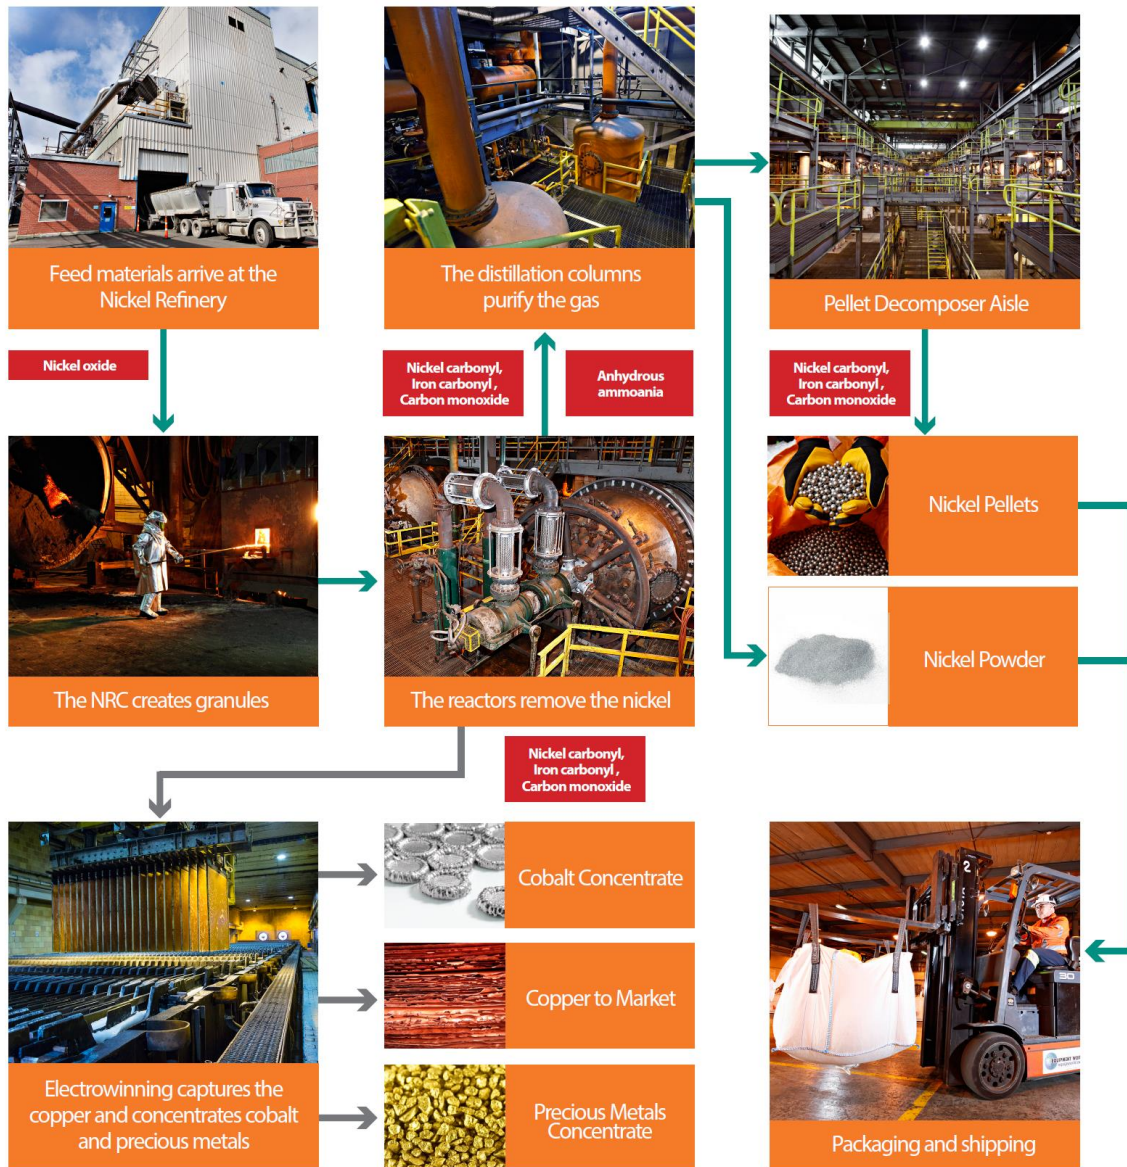 Feed materials arrive at the
Nickel Refinery
The distillation columns
purify the gas
Pellet Decomposer Aisle
Nickel oxide
Nickel carbonyl,
Iron carbonyl ,
Carbon monoxide
Anhydrous
ammoania
Nickel carbonyl,
Iron carbonyl ,
Carbon monoxide
Nickel Pellets
Nickel Powder
The NRC creates granules
The reactors remove the nickel
Nickel carbonyl,
Iron carbonyl ,
Carbon monoxide
Cobalt Concentrate
Copper to Market
Precious Metals
Concentrate
Electrowinning captures the
copper and concentrates cobalt
and precious metals
2
30
Packaging and shipping